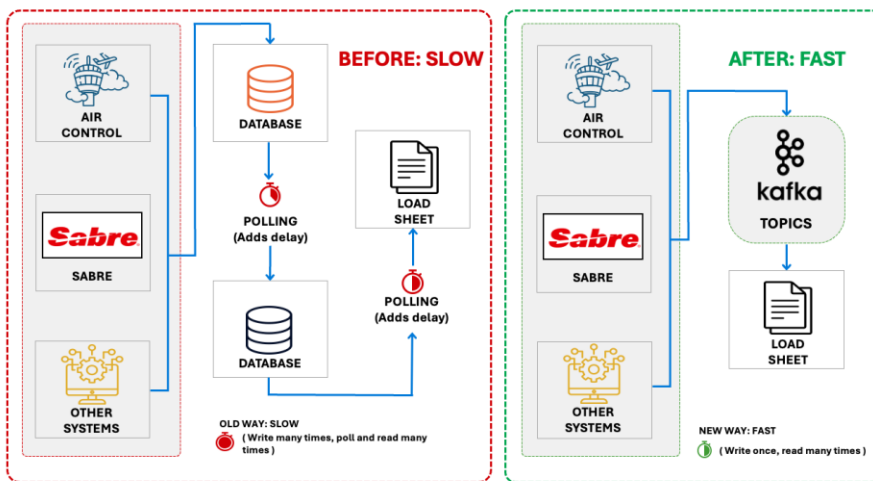 BEFORE: SLOW
AIR
CONTROL
Sabre
SABRE
OTHER
SYSTEMS
DATABASE
POLLING
(Adds delay)
DATABASE
LOAD
SHEET
POLLING
(Adds delay)
OLD WAY: SLOW
( Write many times, poll and read many
times )
AFTER: FAST
AIR
CONTROL
Sabre
SABRE
OTHER
SYSTEMS
kafka
TOPICS
LOAD
SHEET
NEW WAY: FAST
( Write once, read many times )